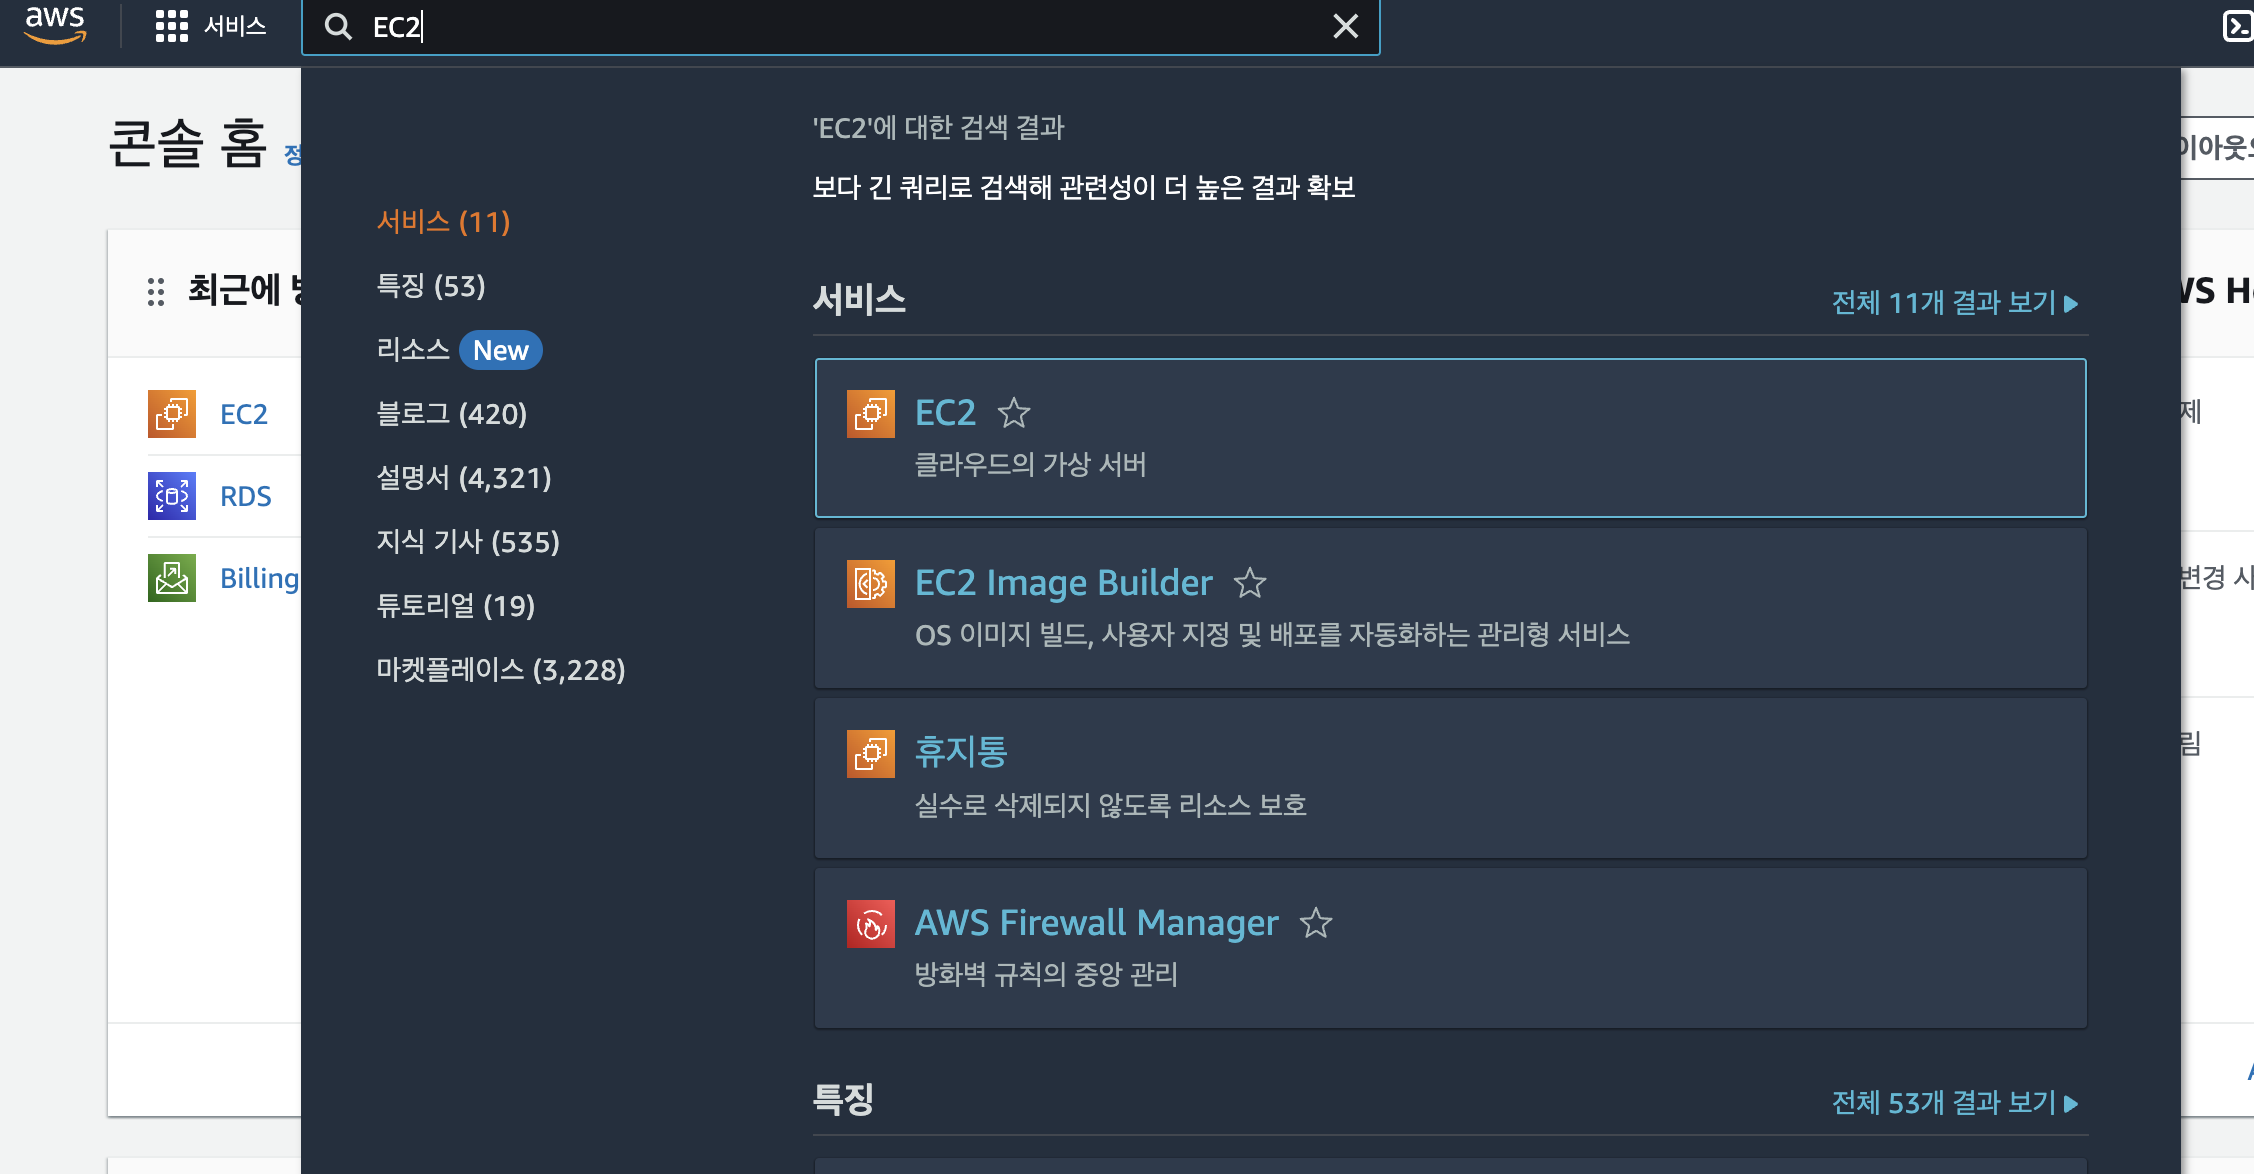 aws
서비스
EC2
콘솔 홈
최근에
EC2
RDS
Billing
서비스 (11)
특징 (53)
리소스 New
블로그 (420)
설명서 (4,321)
지식 기사 (535)
튜토리얼 (19)
마켓플레이스 (3,228)
'EC2'에 대한 검색 결과
보다 긴 쿼리로 검색해 관련성이 더 높은 결과 확보
서비스
전체 11개 결과 보기
EC2
클라우드의 가상 서버
EC2 Image Builder
OS 이미지 빌드, 사용자 지정 및 배포를 자동화하는 관리형 서비스
휴지통
실수로 삭제되지 않도록 리소스 보호
AWS Firewall Manager
방화벽 규칙의 중앙 관리
특징
전체 53개 결과 보기
변경